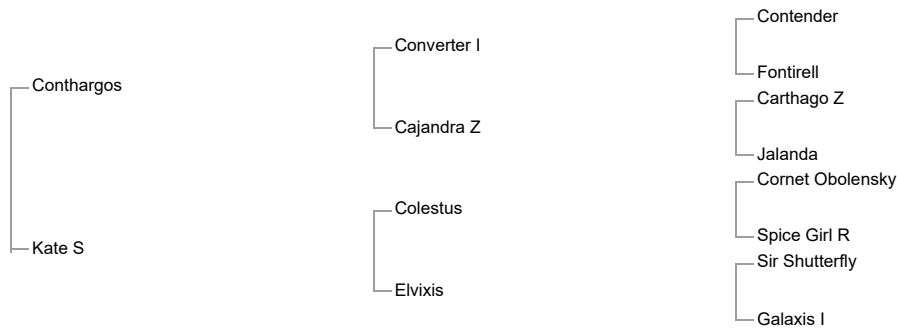 Contender
Converter I
Fontirell
Conthargos
Carthago Z
Cajandra Z
Jalanda
Cornet Obolensky
Colestus
Spice Girl R
Kate S
Sir Shutterfly
Elvixis
Galaxis I